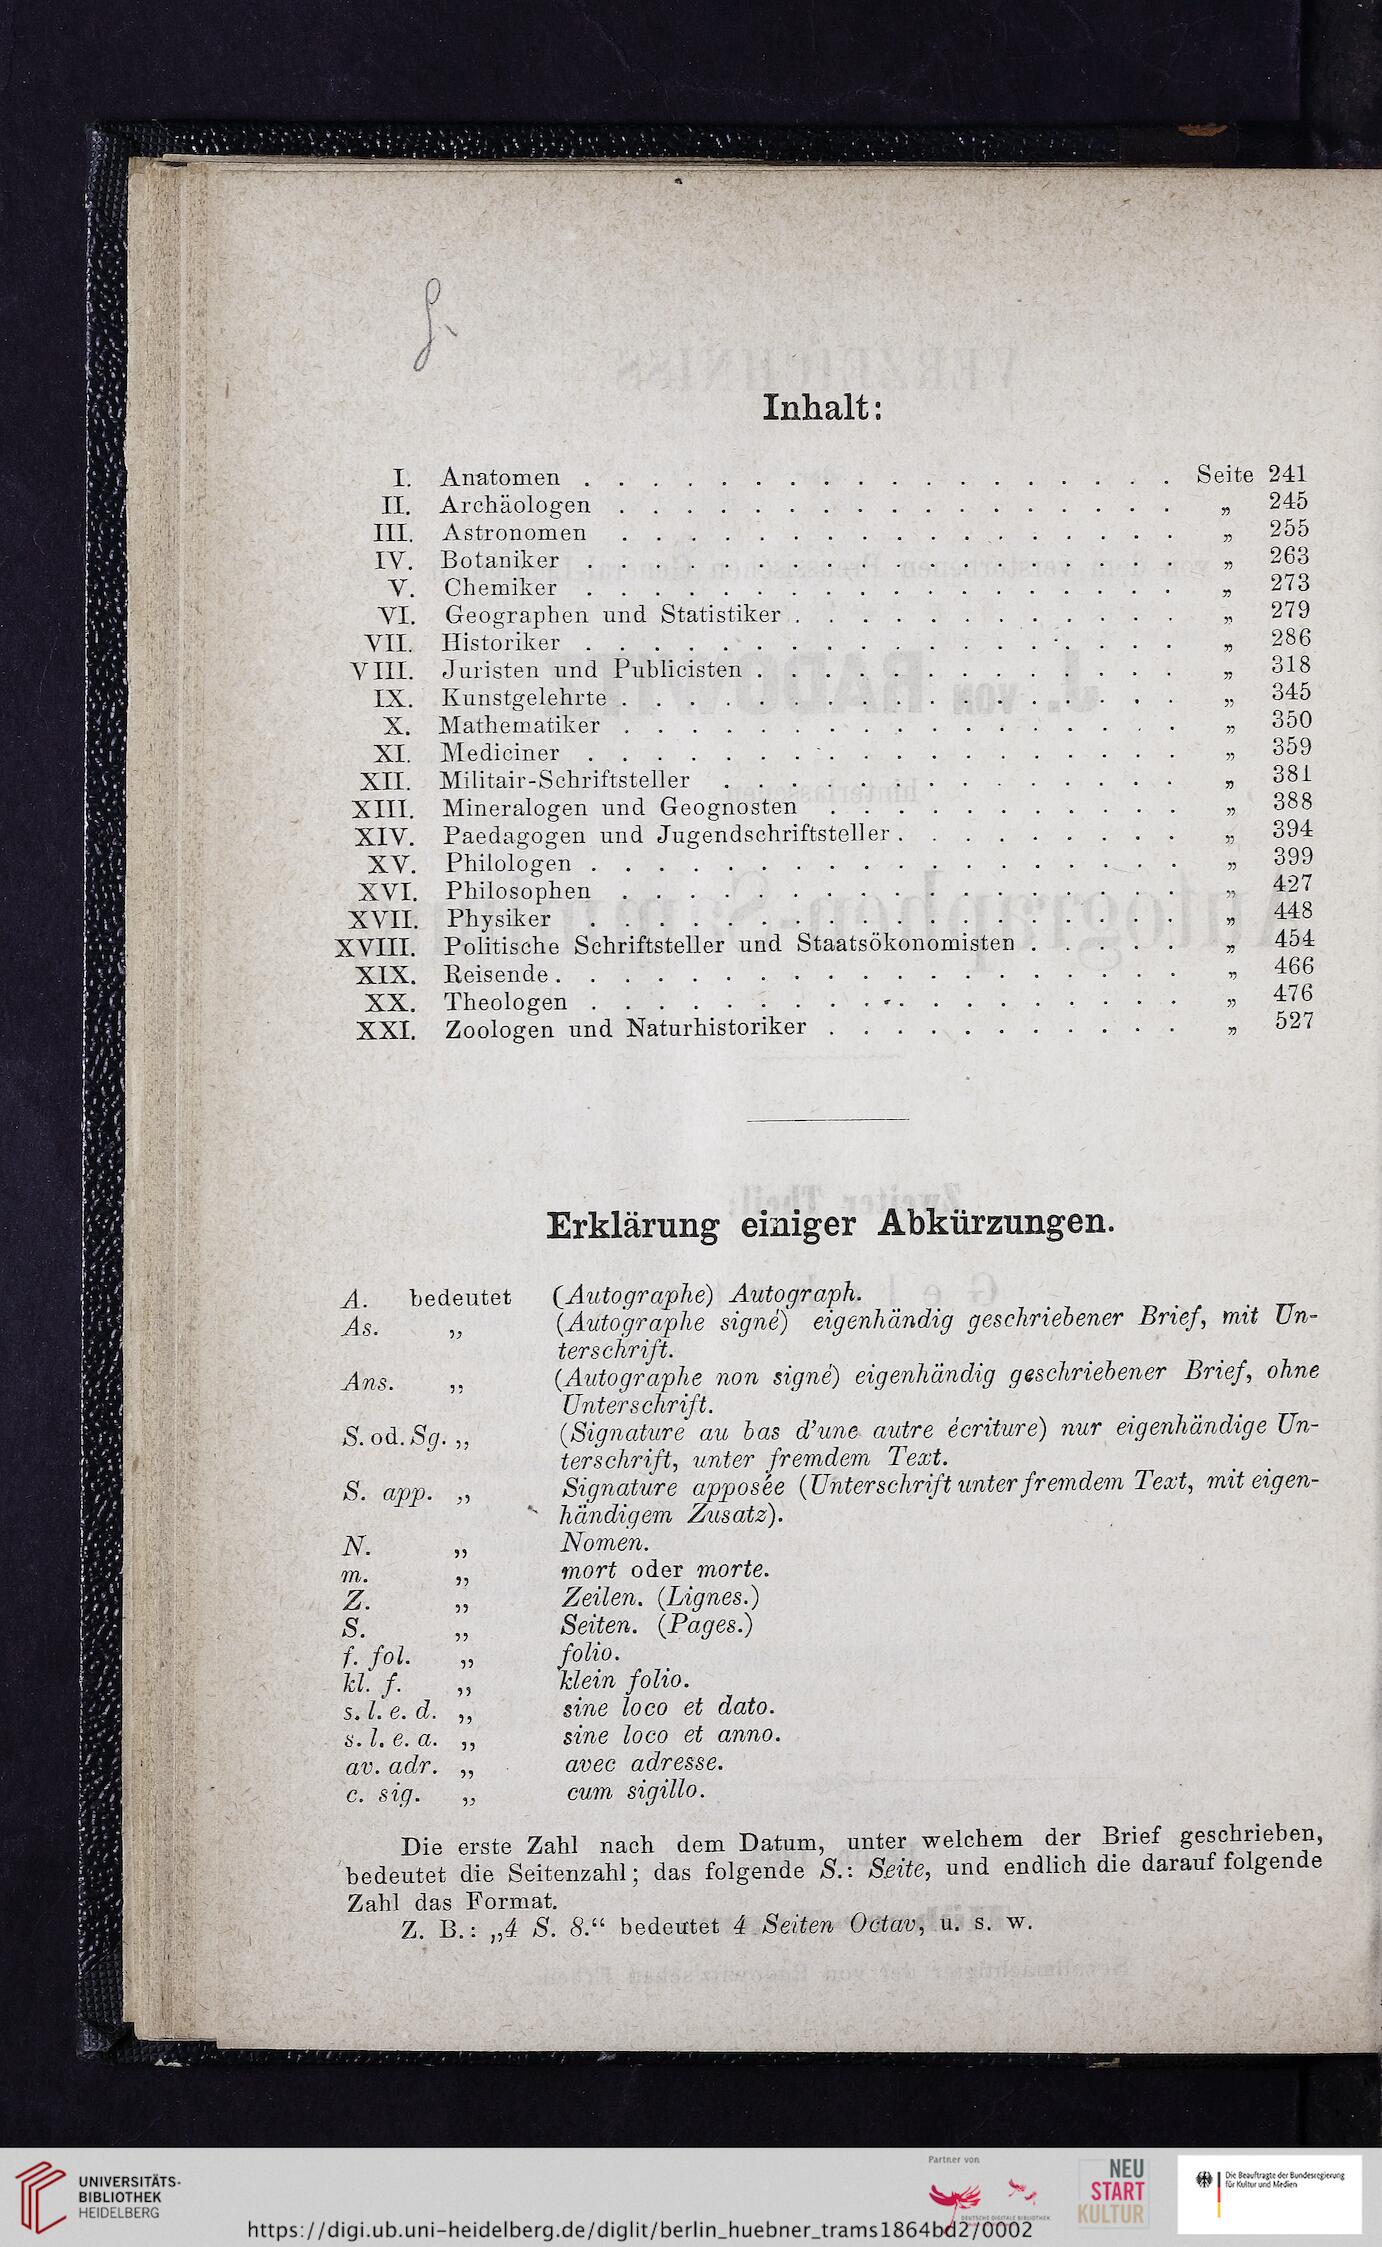 Inhalt:
I. Anatomen . . . . . . . . . . . . . . . . . . Seite 241
II. Archäologen . . . . . . . . . . . . . . . . . „ 245
III. Astronomen . . . . . . . . . . . . . . . . . „ 255
IV. Botaniker . . . . . . . . . . . . . . . . . . „ 263
V. Chemiker . . . . . . . . . . . . . . . . . . „ 273
VI. Geographen und Statistiker . . . . . . . . . . . . „ 279
VII. Historiker . . . . . . . . . . . . . . . . . . „ 286
VIII. Juristen und Publicisten . . . . . . . . . . . . . „ 318
IX. Kunstgelehrte . . . . . . . . . . . . . . . . . „ 345
X. Mathematiker . . . . . . . . . . . . . . . . . „ 350
XI. Mediciner . . . . . . . . . . . . . . . . . . „ 359
XII. Militair-Schriftsteller . . . . . . . . . . . . . . „ 381
XIII. Mineralogen und Geognosten . . . . . . . . . . . „ 388
XIV. Paedagogen und Jugendschriftsteller . . . . . . . . . „ 394
XV. Philologen . . . . . . . . . . . . . . . . . . „ 399
XVI. Philosophen . . . . . . . . . . . . . . . . . „ 427
XVII. Physiker . . . . . . . . . . . . . . . . . . „ 448
XVIII. Politische Schriftsteller und Staatsökonomisten . . . . . „ 454
XIX. Reisende . . . . . . . . . . . . . . . . . . . „ 466
XX. Theologen . . . . . . . . . . . . . . . . . . „ 476
XXI. Zoologen und Naturhistoriker . . . . . . . . . . . „ 527
Erklärung einiger Abkürzungen.
A. bedeutet (Autographe) Autograph.
As. „ (Autographe signé) eigenhändig geschriebener Brief, mit Un-
terschrift.
Ans. „ (Autographe non signé) eigenhändig geschriebener Brief, ohne
Unterschrift.
S. od. Sg. „ (Signature au bas d'une autre écriture) nur eigenhändige Un-
terschrift, unter fremdem Text.
S. app. „ Signature apposée (Unterschrift unter fremdem Text, mit eigen-
händigem Zusatz).
N. „ Nomen.
m. „ mort oder morte.
Z. „ Zeilen. (Lignes.)
S. „ Seiten. (Pages.)
f. fol. „ folio.
kl. f. „ klein folio.
s. l. e. d. „ sine loco et dato.
s. l. e. a. „ sine loco et anno.
av. adr. „ avec adresse.
c. sig. „ cum sigillo.
Die erste Zahl nach dem Datum, unter welchem der Brief geschrieben,
bedeutet die Seitenzahl; das folgende S.: Seite, und endlich die darauf folgende
Zahl das Format.
Z. B.: „4 S. 8.“ bedeutet 4 Seiten Octav, u. s. w.
UNIVERSITÄTS-
BIBLIOTHEK
HEIDELBERG
https://digi.ub.uni-heidelberg.de/diglit/berlin_huebner_trams1864bd2/0002
Partner von
DEUTSCHE DIGITALE BIBLIOTHEK
NEU
START
KULTUR
Die Beauftragte der Bundesregierung
für Kultur und Medien